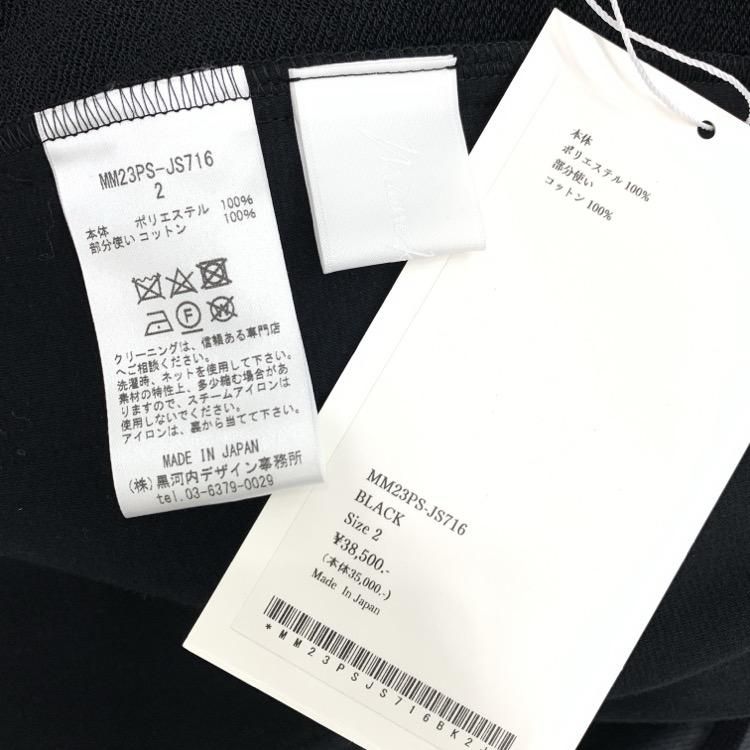 MM23PS-JS716
2
本体 ポリエステル 100%
部分使い コットン 100%
F
W
クリーニングは、信頼ある専門店
へご相談ください。
洗濯時、ネットを使用して下さい。
素材の特性上、多少縮む場合があ
りますので、スチームアイロンは
使用しないでください。
アイロンは、裏から当てて下さい。
MADE IN JAPAN
(株)黒河内デザイン事務所
tel.03-6379-0029
本体
ポリエステル 100%
部分使い
コットン 100%
MM23PS-JS716
BLACK
Size 2
¥38,500.-
(本体35,000.-)
Made In Japan
*MM23PSJS716BK2